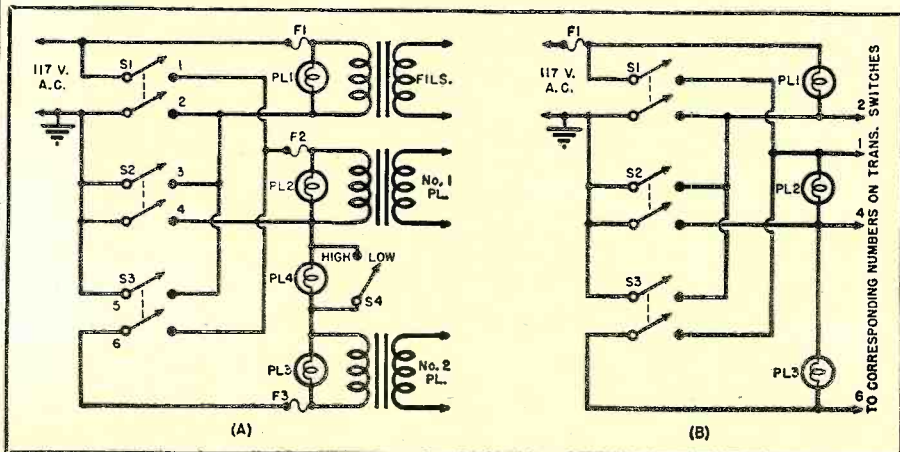 F1
117 V.
A.C.
S1
1
2
PL1
FILS.
F2
S2
3
4
PL2
No. 1
PL.
HIGH
LOW
PL4
S4
S3
5
6
PL3
F3
No. 2
PL.
(A)
F1
117 V.
A.C.
S1
PL1
2
1
S2
PL2
4
S3
PL3
6
TO CORRESPONDING NUMBERS ON TRANS. SWITCHES
(B)